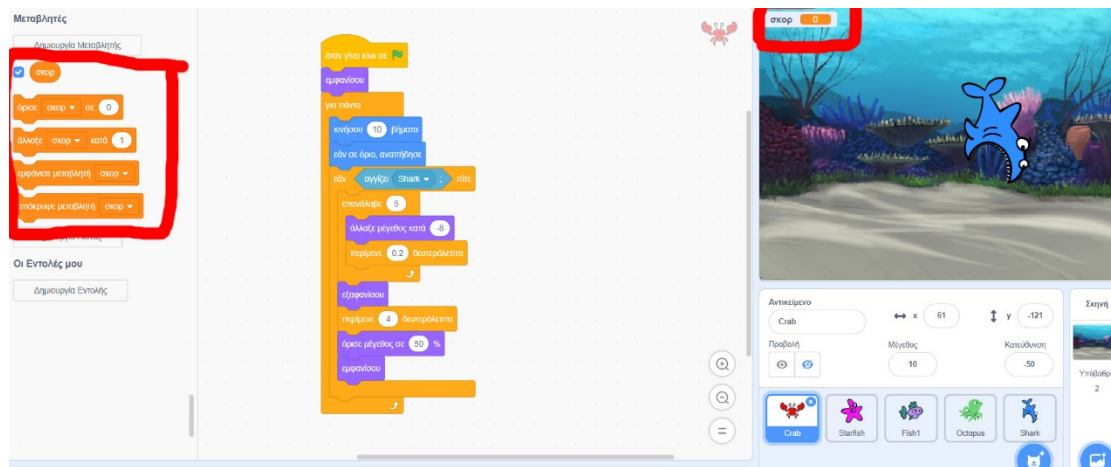 Μεταβλητές
Δημιουργία Μεταβλητής
σκορ
όρισε σκορ σε 0
άλλαξε σκορ κατά 1
εμφάνισε μεταβλητή σκορ
απόκρυψε μεταβλητή σκορ
Οι Εντολές μου
Δημιουργία Εντολής
όταν γίνει κλικ σε
εμφανίσου
για πάντα
κινήσου 10 βήματα
εάν σε όριο, αναπήδησε
εάν αγγίζει Shark ; τότε
επανάλαβε 5
άλλαξε μέγεθος κατά -8
περίμενε 0.2 δευτερόλεπτα
εξαφανίσου
περίμενε 4 δευτερόλεπτα
όρισε μέγεθος σε 50 %
εμφανίσου
σκορ 0
Αντικείμενο
Crab
x 61
y -121
Προβολή
Μέγεθος
10
Κατεύθυνση
-50
Crab
Starfish
Fish1
Octopus
Shark
Σκηνή
2